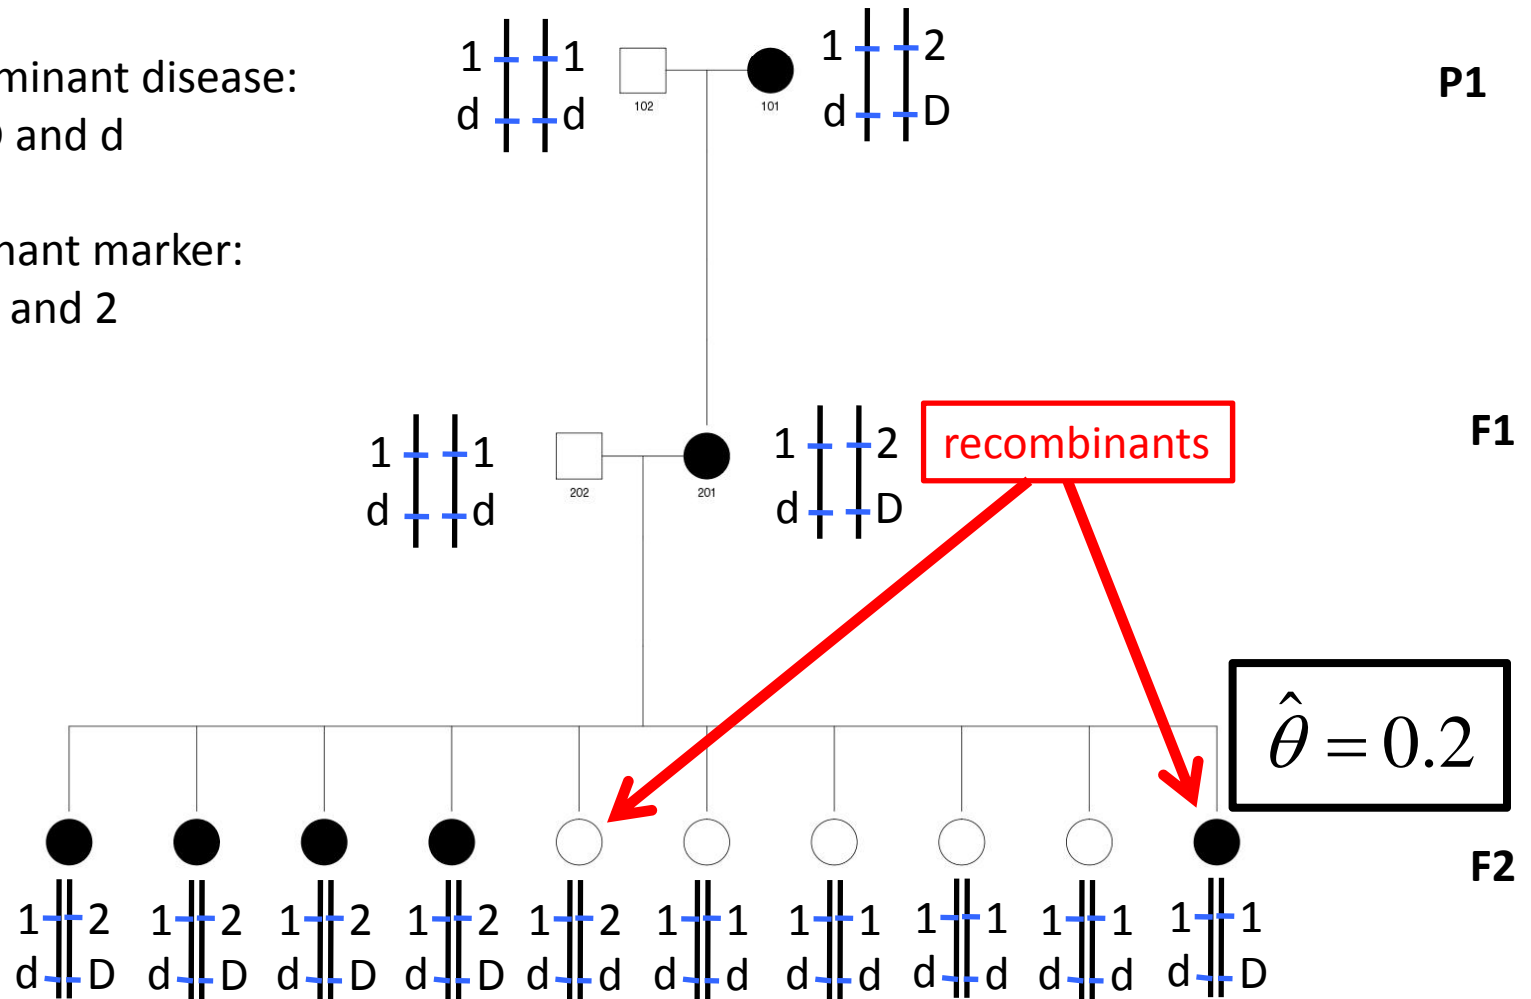 minant disease:
and d
nant marker:
and 2
1 1
d d
102
101
1 2
d D
P1
1 1
d d
202
201
1 2
d D
recombinants
F1
θ̂ = 0.2
F2
1 2 1 2 1 2 1 2 1 2 1 1 1 1 1 1 1 1 1 1
d D d D d D d D d d d d d d d d d d d D